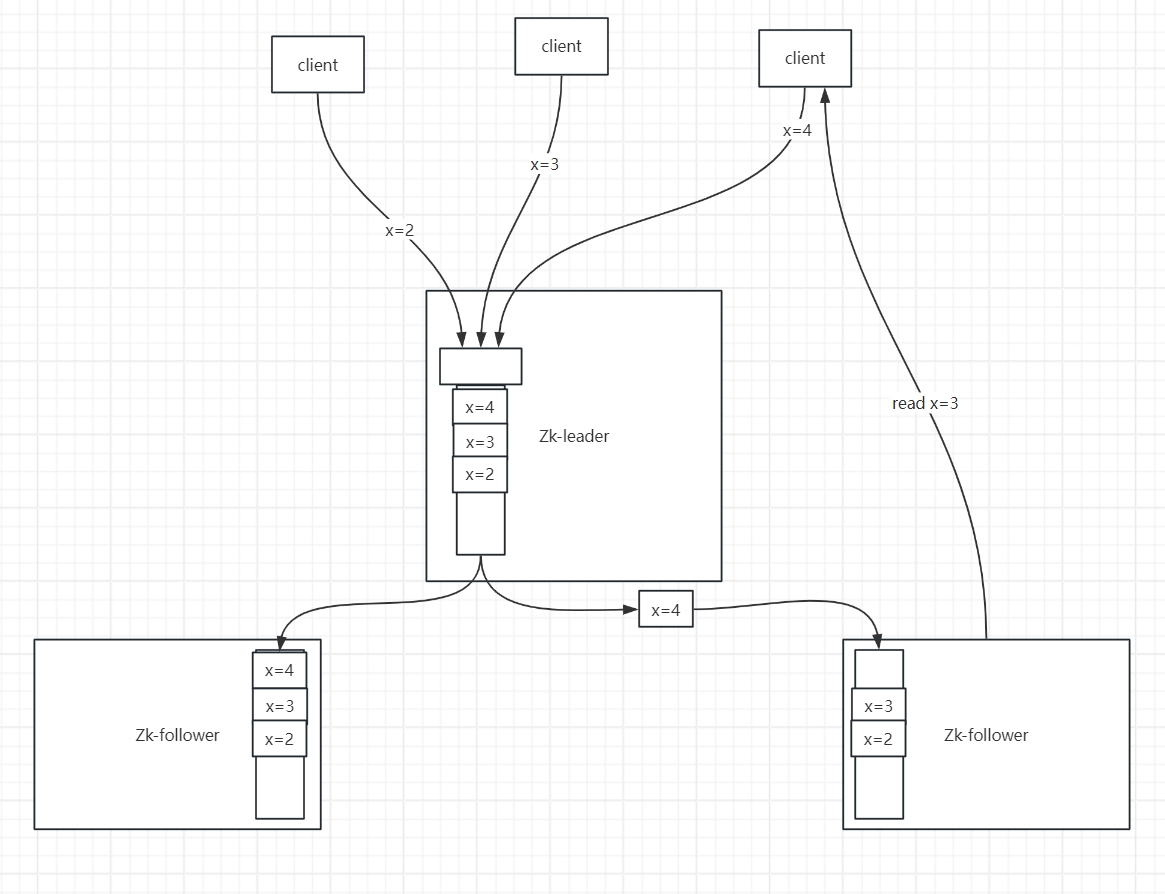 client
client
client
x=4
x=3
x=2
read x=3
x=4
x=3
x=2
Zk-leader
x=4
x=4
x=3
x=2
Zk-follower
x=3
x=2
Zk-follower